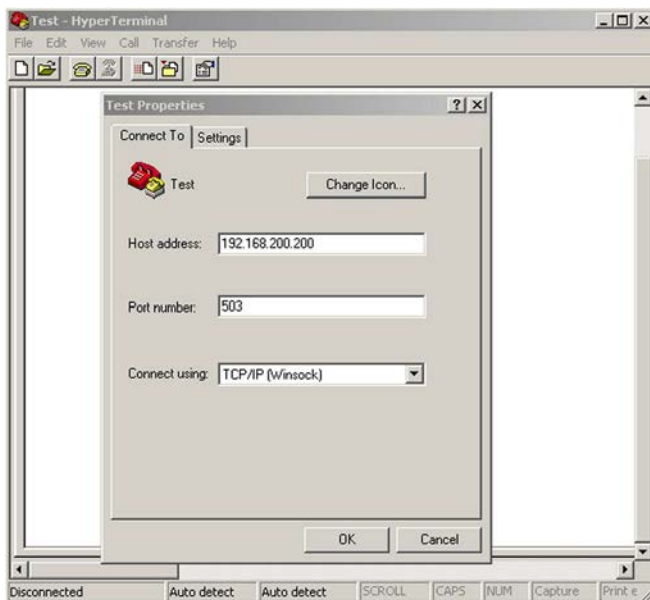 Test - HyperTerminal
File Edit View Call Transfer Help
Test Properties
Connect To Settings
Test Change Icon...
Host address: 192.168.200.200
Port number: 503
Connect using: TCP/IP (Winsock)
OK Cancel
Disconnected Auto detect Auto detect SCROLL CAPS NUM Capture Print e